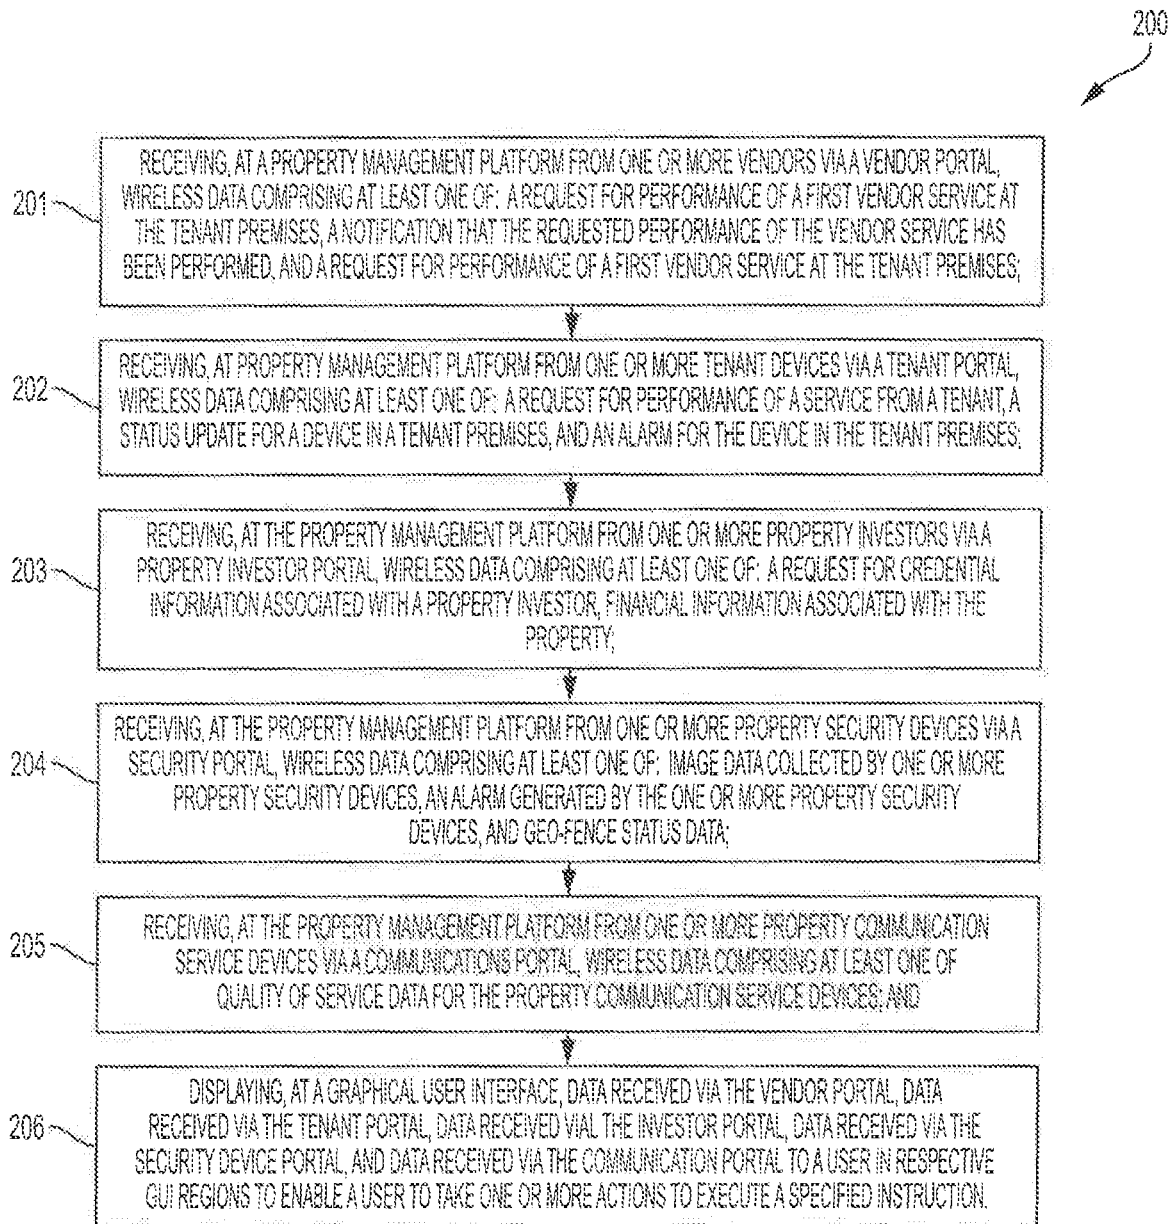 200
201
RECEIVING, AT A PROPERTY MANAGEMENT PLATFORM FROM ONE OR MORE VENDORS VIA A VENDOR PORTAL,
WIRELESS DATA COMPRISING AT LEAST ONE OF: A REQUEST FOR PERFORMANCE OF A FIRST VENDOR SERVICE AT
THE TENANT PREMISES, A NOTIFICATION THAT THE REQUESTED PERFORMANCE OF THE VENDOR SERVICE HAS
BEEN PERFORMED, AND A REQUEST FOR PERFORMANCE OF A FIRST VENDOR SERVICE AT THE TENANT PREMISES;
202
RECEIVING, AT PROPERTY MANAGEMENT PLATFORM FROM ONE OR MORE TENANT DEVICES VIA A TENANT PORTAL,
WIRELESS DATA COMPRISING AT LEAST ONE OF: A REQUEST FOR PERFORMANCE OF A SERVICE FROM A TENANT, A
STATUS UPDATE FOR A DEVICE IN A TENANT PREMISES, AND AN ALARM FOR THE DEVICE IN THE TENANT PREMISES;
203
RECEIVING, AT THE PROPERTY MANAGEMENT PLATFORM FROM ONE OR MORE PROPERTY INVESTORS VIA A
PROPERTY INVESTOR PORTAL, WIRELESS DATA COMPRISING AT LEAST ONE OF: A REQUEST FOR CREDENTIAL
INFORMATION ASSOCIATED WITH A PROPERTY INVESTOR, FINANCIAL INFORMATION ASSOCIATED WITH THE
PROPERTY;
204
RECEIVING, AT THE PROPERTY MANAGEMENT PLATFORM FROM ONE OR MORE PROPERTY SECURITY DEVICES VIA A
SECURITY PORTAL, WIRELESS DATA COMPRISING AT LEAST ONE OF: IMAGE DATA COLLECTED BY ONE OR MORE
PROPERTY SECURITY DEVICES, AN ALARM GENERATED BY THE ONE OR MORE PROPERTY SECURITY
DEVICES, AND GEO-FENCE STATUS DATA;
205
RECEIVING, AT THE PROPERTY MANAGEMENT PLATFORM FROM ONE OR MORE PROPERTY COMMUNICATION
SERVICE DEVICES VIA A COMMUNICATIONS PORTAL, WIRELESS DATA COMPRISING AT LEAST ONE OF
QUALITY OF SERVICE DATA FOR THE PROPERTY COMMUNICATION SERVICE DEVICES; AND
206
DISPLAYING, AT A GRAPHICAL USER INTERFACE, DATA RECEIVED VIA THE VENDOR PORTAL, DATA
RECEIVED VIA THE TENANT PORTAL, DATA RECEIVED VIAL THE INVESTOR PORTAL, DATA RECEIVED VIA THE
SECURITY DEVICE PORTAL, AND DATA RECEIVED VIA THE COMMUNICATION PORTAL TO A USER IN RESPECTIVE
GUI REGIONS TO ENABLE A USER TO TAKE ONE OR MORE ACTIONS TO EXECUTE A SPECIFIED INSTRUCTION.